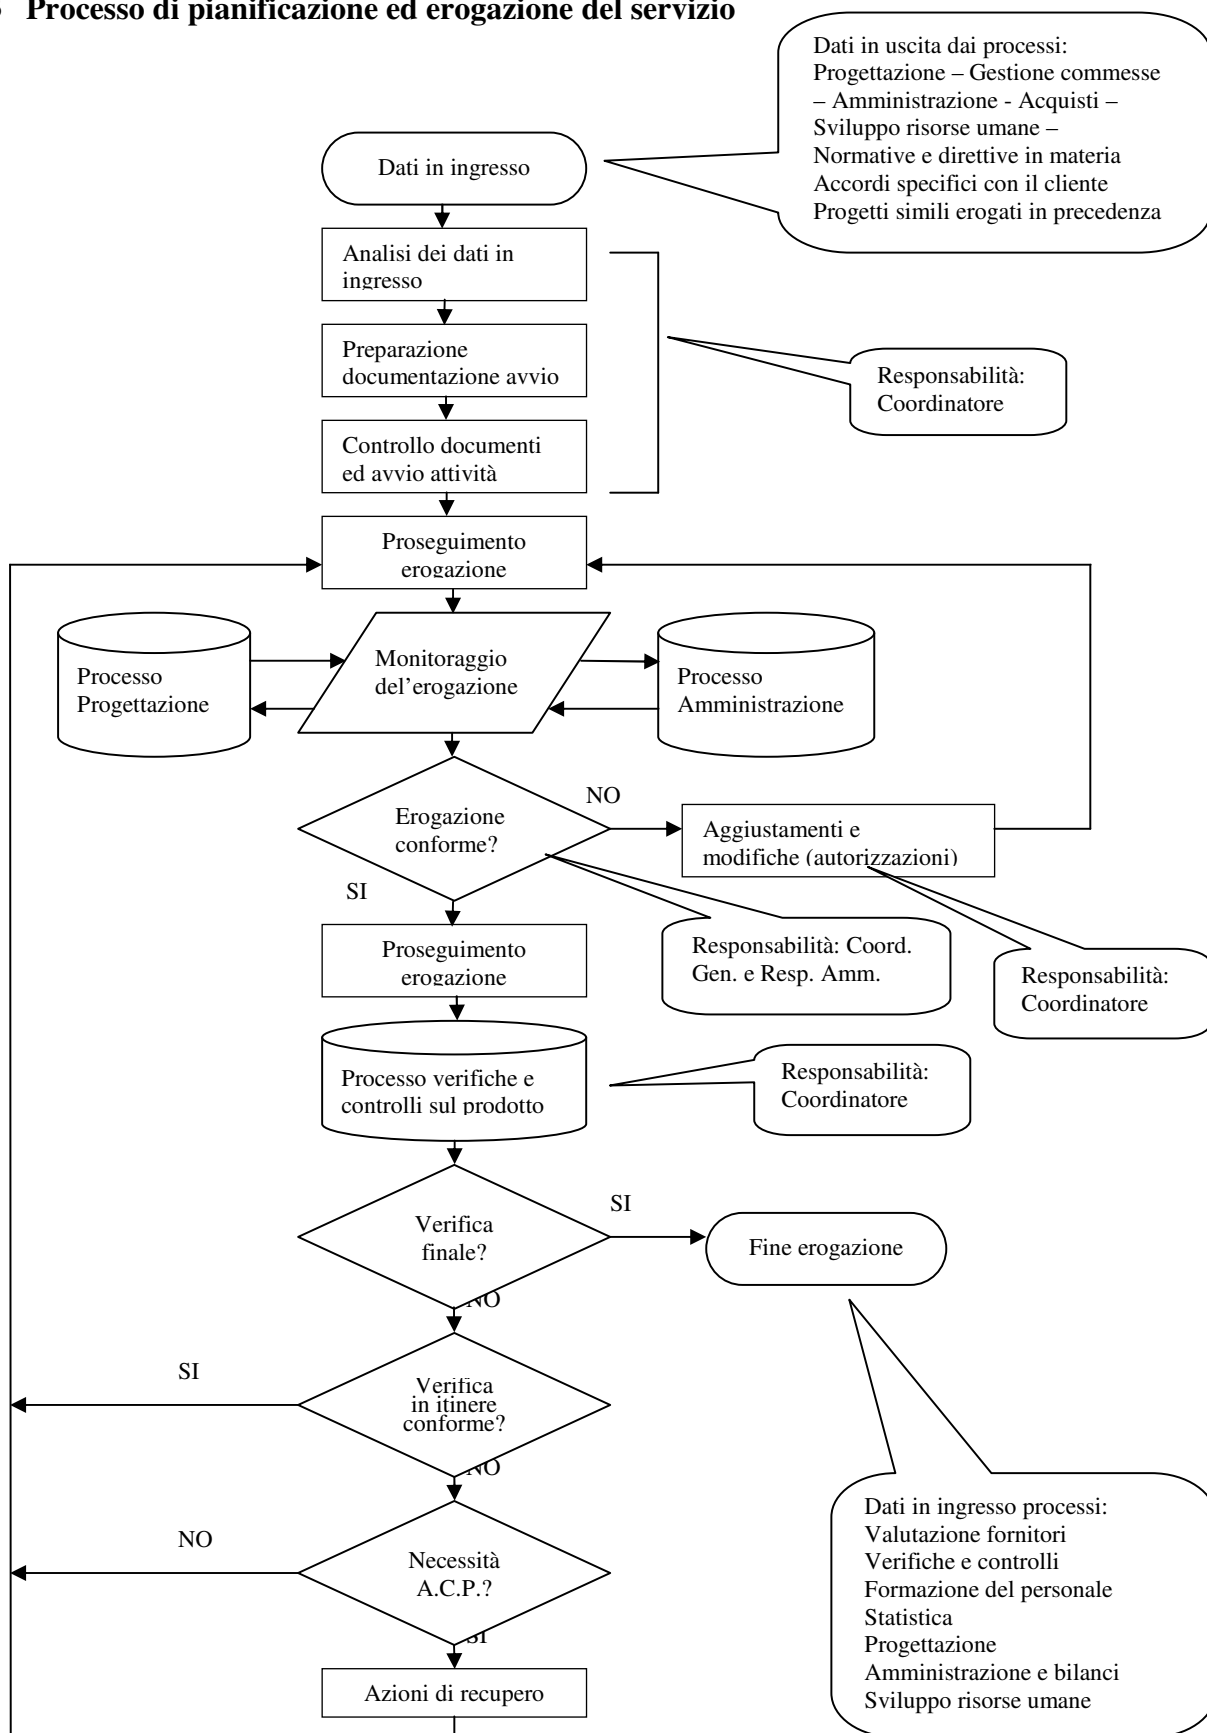 Processo di pianificazione ed erogazione del servizio
Dati in uscita dai processi:
Progettazione – Gestione commesse
– Amministrazione - Acquisti –
Sviluppo risorse umane –
Normative e direttive in materia
Accordi specifici con il cliente
Progetti simili erogati in precedenza
Dati in ingresso
Analisi dei dati in
ingresso
Preparazione
documentazione avvio
Responsabilità:
Coordinatore
Controllo documenti
ed avvio attività
Proseguimento
erogazione
Processo
Progettazione
Monitoraggio
del’erogazione
Processo
Amministrazione
Erogazione
conforme?
NO
Aggiustamenti e
modifiche (autorizzazioni)
SI
Proseguimento
erogazione
Responsabilità: Coord.
Gen. e Resp. Amm.
Responsabilità:
Coordinatore
Processo verifiche e
controlli sul prodotto
Responsabilità:
Coordinatore
Verifica
finale?
SI
Fine erogazione
NO
Verifica
in itinere
conforme?
SI
NO
Necessità
A.C.P.?
NO
SI
Azioni di recupero
Dati in ingresso processi:
Valutazione fornitori
Verifiche e controlli
Formazione del personale
Statistica
Progettazione
Amministrazione e bilanci
Sviluppo risorse umane